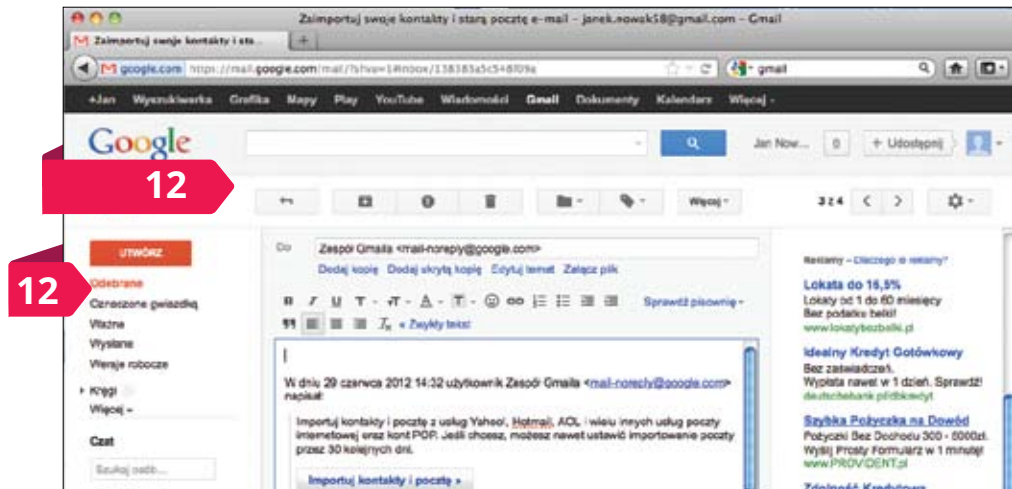 Zaimportuj swoje kontakty i starą pocztę e-mail – janek.nowak58@gmail.com – Gmail
Zaimportuj swoje kontakty i sta...
google.com https://mail.google.com/mail/?shva=1#inbox/
gmail
+Jan Wyszukiwarka Grafika Mapy Play YouTube Wiadomości Gmail Dokumenty Kalendarz Więcej
Google
Jan Now... 0 + Udostępnij
12
Więcej
3 z 4
UTWÓRZ
12
Odebrane
Oznaczone gwiazdką
Ważne
Wysłane
Wersje robocze
Kręgi
Więcej
Czat
Szukaj osób...
Do Zespół Gmaila <mail-noreply@google.com>
Dodaj kopię Dodaj ukrytą kopię Edytuj temat Załącz plik
B I U T T A T Sprawdź pisownię
« Zwykły tekst
W dniu 29 czerwca 2012 14:32 użytkownik Zespół Gmaila <mail-noreply@google.com>
napisał:
Importuj kontakty i pocztę z usług Yahoo!, Hotmail, AOL i wielu innych usług poczty
internetowej oraz kont POP. Jeśli chcesz, możesz nawet ustawić importowanie poczty
przez 30 kolejnych dni.
Importuj kontakty i pocztę »
Reklamy – Dlaczego te reklamy?
Lokata do 16,5%
Lokaty od 1 do 60 miesięcy
Bez podatku belki!
www.lokatybezbelki.pl
Idealny Kredyt Gotówkowy
Bez zaświadczeń.
Wypłata nawet w 1 dzień. Sprawdź!
deutschebank.pl/dbkredyt
Szybka Pożyczka na Dowód
Pożyczki Bez Dochodu 300 - 5000zł.
Wyślij Prosty Formularz w 1 minutę!
www.PROVIDENT.pl
Zdolność Kredytowa